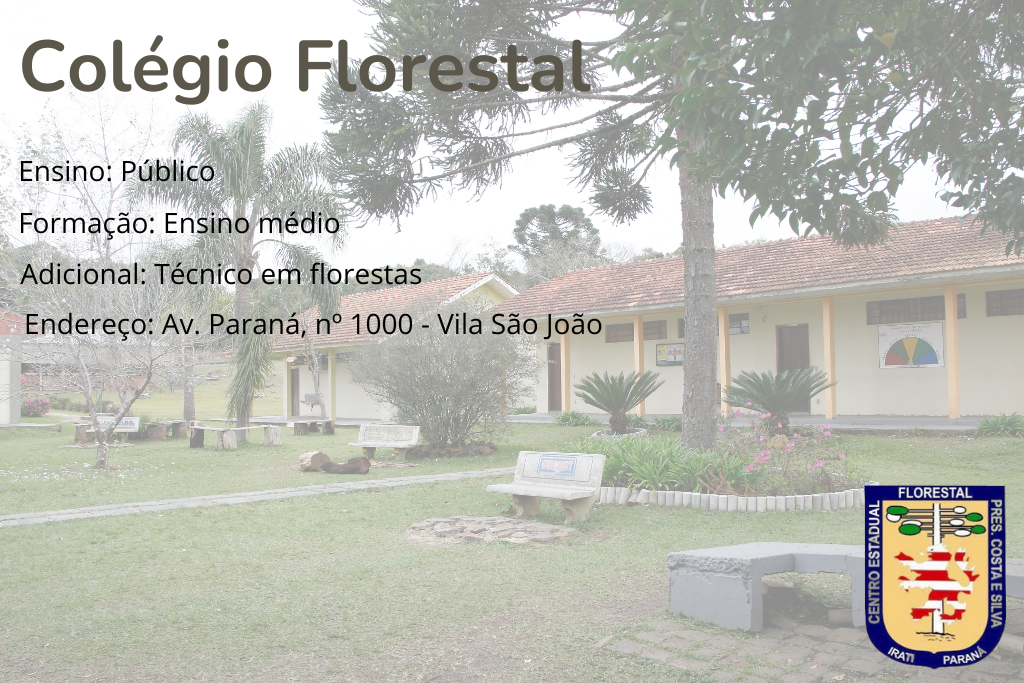 Colégio Florestal
Ensino: Público
Formação: Ensino médio
Adicional: Técnico em florestas
Endereço: Av. Paraná, nº 1000 - Vila São João
FLORESTAL
CENTRO ESTADUAL
PRES. COSTA E SILVA
IRATI PARANÁ